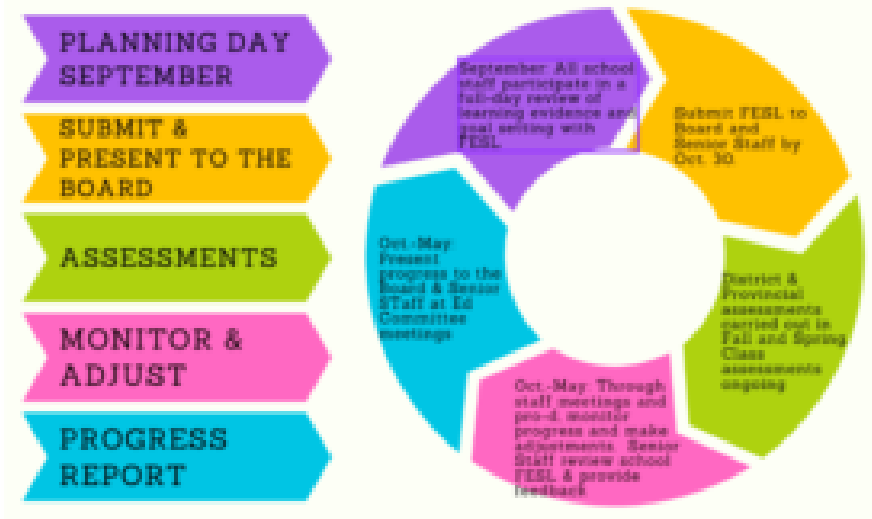 PLANNING DAY
SEPTEMBER
SUBMIT &
PRESENT TO THE
BOARD
ASSESSMENTS
MONITOR &
ADJUST
PROGRESS
REPORT
September: All school
staff participate in a
full-day review of
learning evidence and
goal setting with
FESL
Submit FESL to
Board and
Senior Staff by
Oct. 30.
District &
Provincial
assessments
carried out in
Fall and Spring.
Class
assessments
ongoing
Oct.-May: Through
staff meetings and
pro-d, monitor
progress and make
adjustments. Senior
Staff review school
FESL & provide
feedback
Oct.-May:
Present
progress to the
Board & Senior
STaff at Ed
Committee
meetings